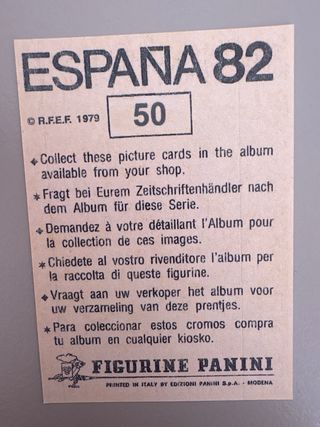 ESPAÑA 82
© R.F.E.F. 1979
50
Collect these picture cards in the album
available from your shop.
Fragt bei Eurem Zeitschriftenhändler nach
dem Album für diese Serie.
Demandez à votre détaillant l'Album pour
la collection de ces images.
Chiedete al vostro rivenditore l'album per
la raccolta di queste figurine.
Vraagt aan uw verkoper het album voor
uw verzameling van deze prentjes.
Para coleccionar estos cromos compra
tu album en cualquier kiosko.
FIGURINE PANINI
PRINTED IN ITALY BY EDIZIONI PANINI S.p.A. - MODENA